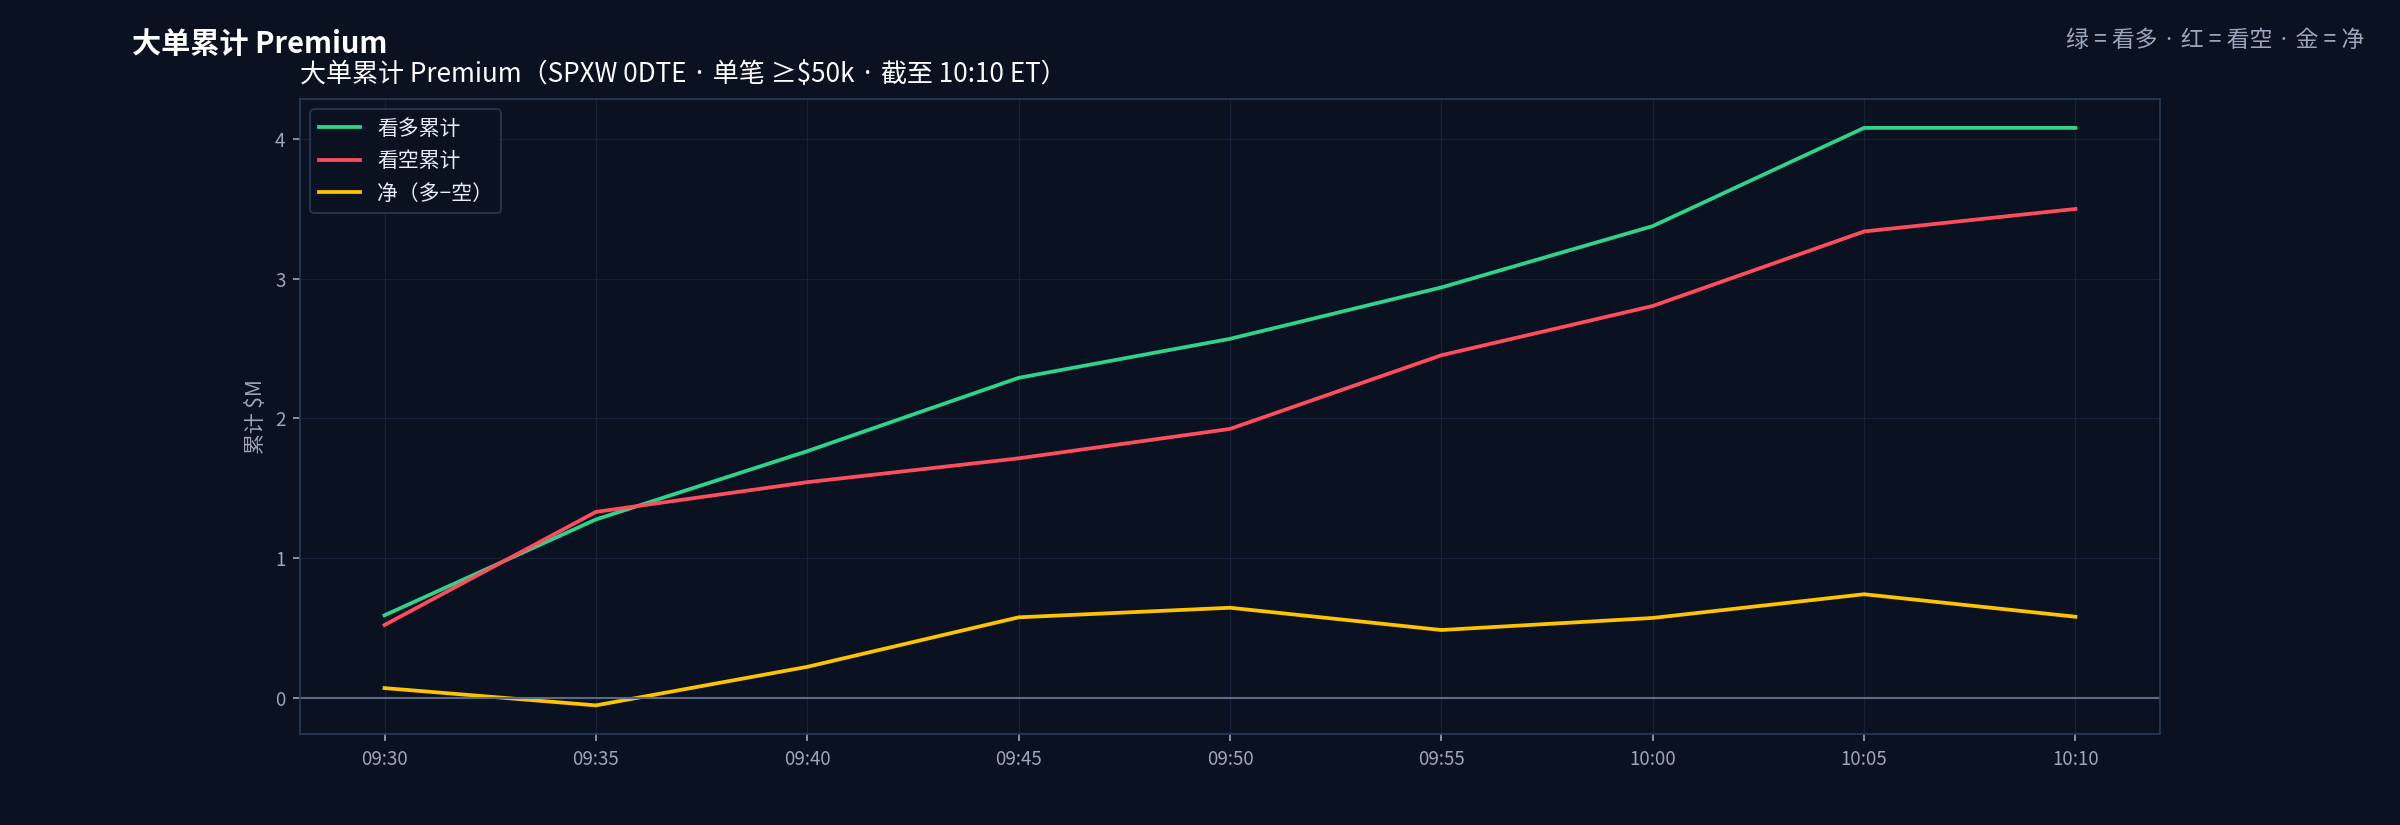 大单累计 Premium
绿 = 看多 · 红 = 看空 · 金 = 净
大单累计 Premium（SPXW 0DTE · 单笔 ≥$50k · 截至 10:10 ET）
看多累计
看空累计
净（多−空）
累计 $M
4
3
2
1
0
09:30 09:35 09:40 09:45 09:50 09:55 10:00 10:05 10:10